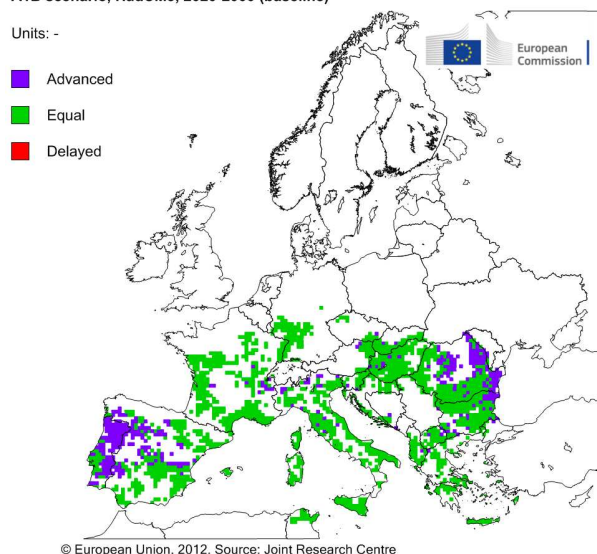 Units: -
European
Commission
Advanced
Equal
Delayed
© European Union, 2012. Source: Joint Research Centre